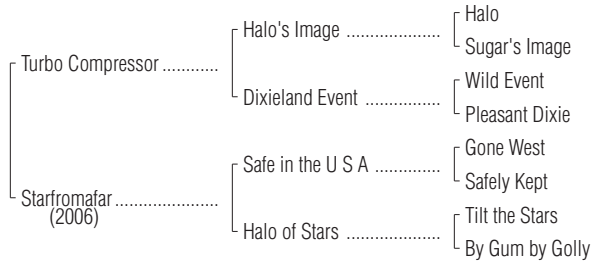 Halo
Halo's Image ....................
Sugar's Image
Turbo Compressor ............
Wild Event
Dixieland Event ................
Pleasant Dixie
Gone West
Safe in the U S A ..............
Safely Kept
Starfromafar ......................
(2006)
Tilt the Stars
Halo of Stars ....................
By Gum by Golly